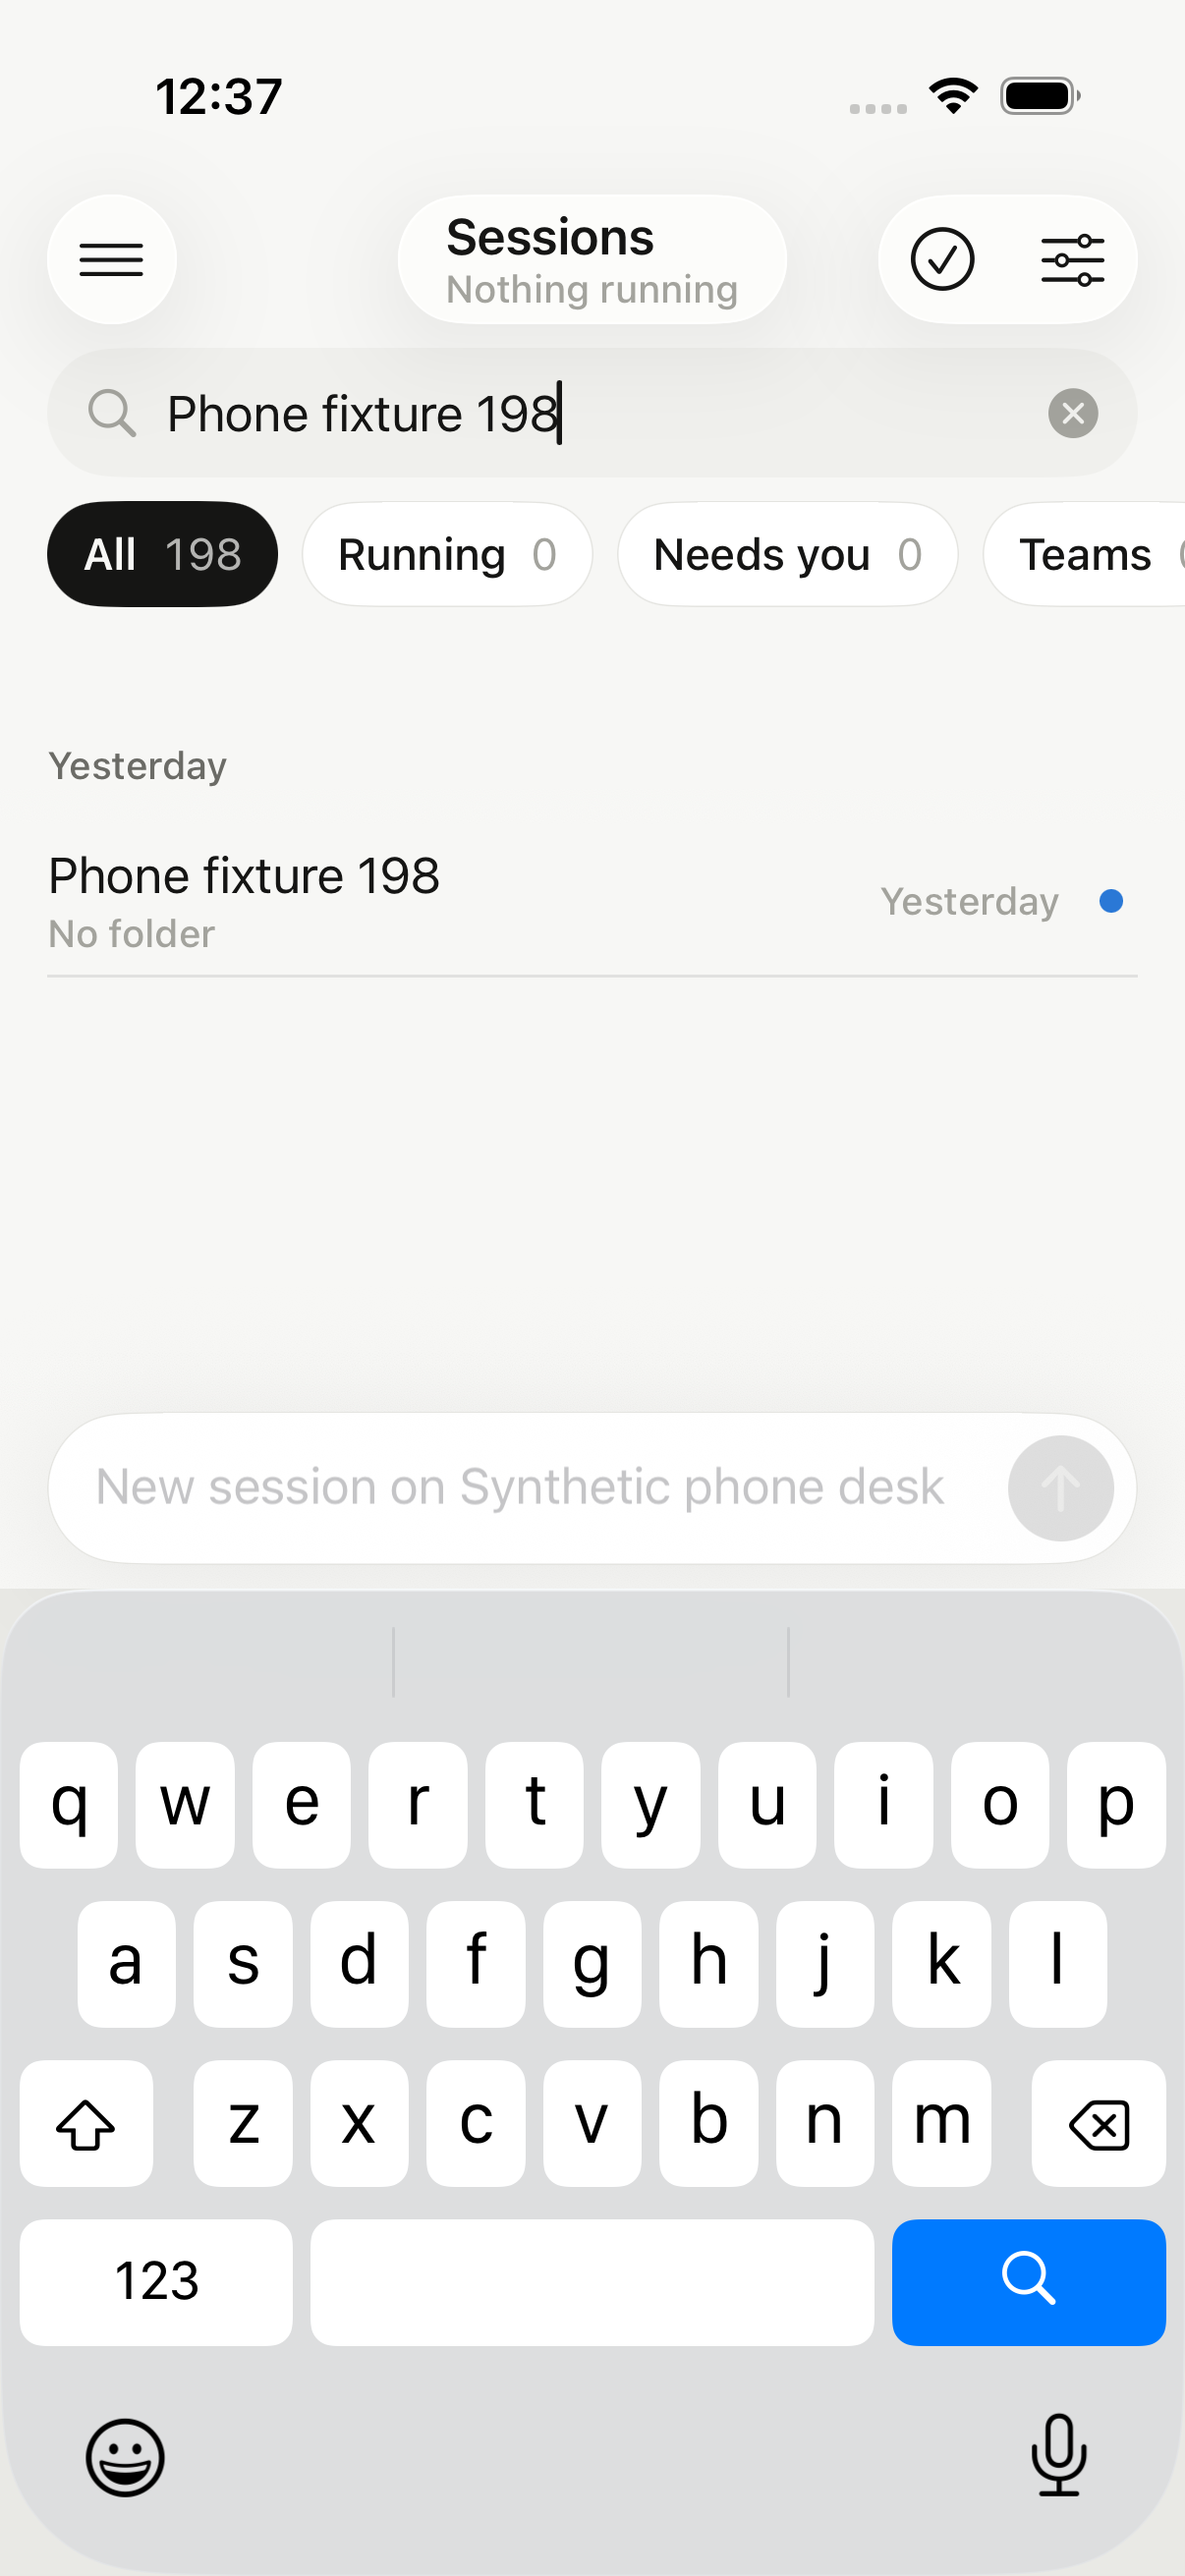 12:37
Sessions
Nothing running
Phone fixture 198
All 198 Running 0 Needs you 0 Teams
Yesterday
Phone fixture 198
No folder
Yesterday
New session on Synthetic phone desk
q w e r t y u i o p
a s d f g h j k l
z x c v b n m
123